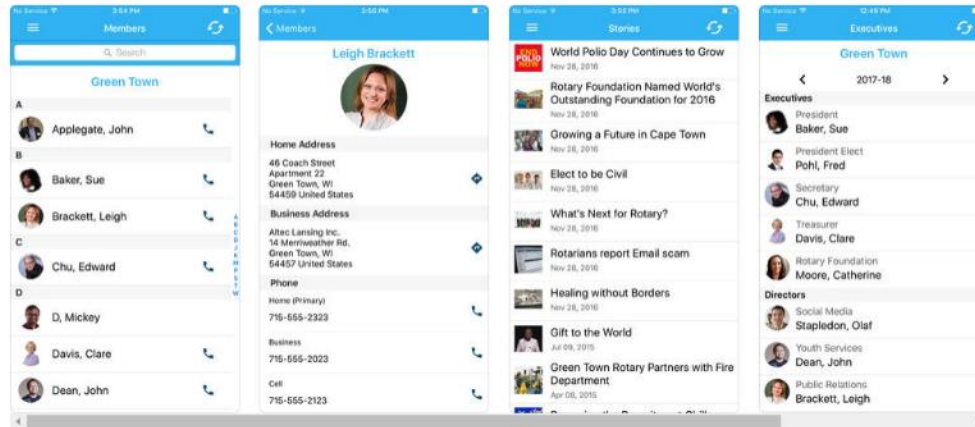 No Service 3:54 PM
Members
Search
Green Town
A
Applegate, John
B
Baker, Sue
Brackett, Leigh
C
Chu, Edward
D
D, Mickey
Davis, Clare
Dean, John
A
B
C
D
J
K
M
P
S
T
W
No Service 3:56 PM
Members
Leigh Brackett
Home Address
46 Coach Street
Apartment 22
Green Town, WI
54459 United States
Business Address
Altec Lansing Inc.
14 Merriweather Rd.
Green Town, WI
54457 United States
Phone
Home (Primary)
715-555-2323
Business
715-555-2023
Cell
715-555-2123
No Service 3:52 PM
Stories
END
POLIO
NOW
World Polio Day Continues to Grow
Nov 28, 2016
Rotary Foundation Named World's
Outstanding Foundation for 2016
Nov 28, 2016
Growing a Future in Cape Town
Nov 28, 2016
Elect to be Civil
Nov 28, 2016
What's Next for Rotary?
Nov 28, 2016
Rotarians report Email scam
Nov 28, 2016
Healing without Borders
Nov 28, 2016
Gift to the World
Jul 09, 2015
Green Town Rotary Partners with Fire
Department
Apr 08, 2015
No Service 12:49 PM
Executives
Green Town
2017-18
Executives
President
Baker, Sue
President Elect
Pohl, Fred
Secretary
Chu, Edward
Treasurer
Davis, Clare
Rotary Foundation
Moore, Catherine
Directors
Social Media
Stapledon, Olaf
Youth Services
Dean, John
Public Relations
Brackett, Leigh